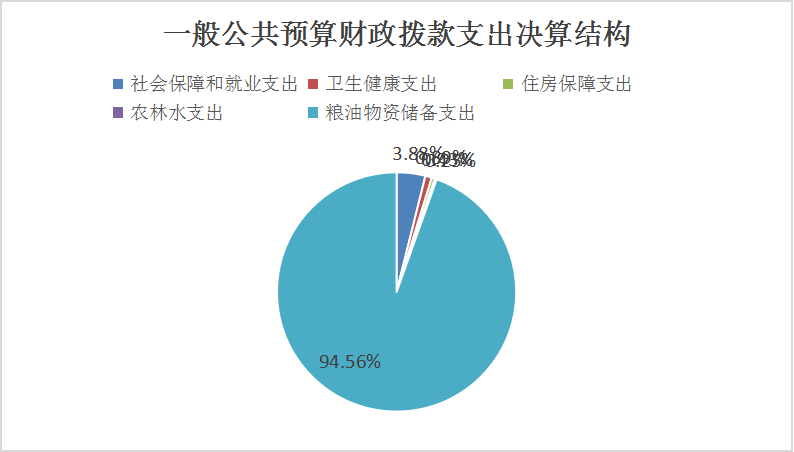 一般公共预算财政拨款支出决算结构
社会保障和就业支出 卫生健康支出 住房保障支出
农林水支出 粮油物资储备支出
3.88%
94.56%